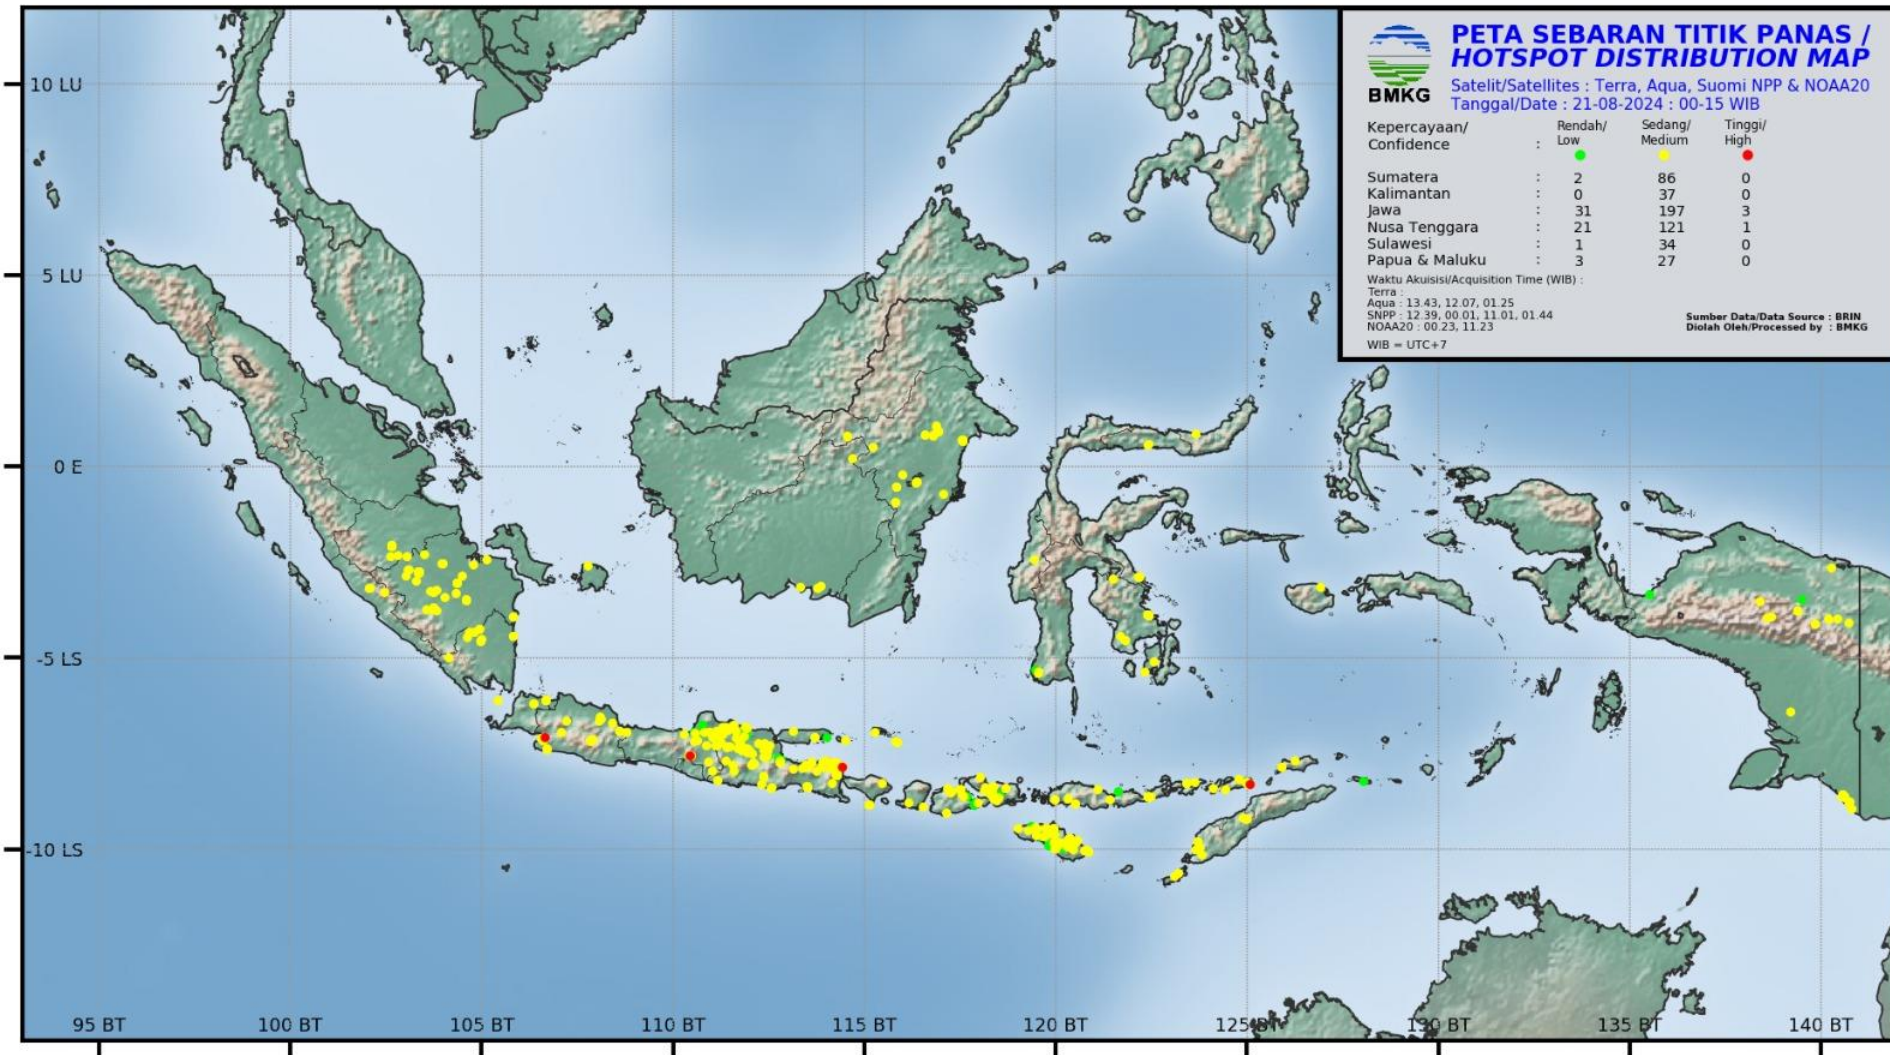 PETA SEBARAN TITIK PANAS /
HOTSPOT DISTRIBUTION MAP
BMKG
Satelit/Satellites : Terra, Aqua, Suomi NPP & NOAA20
Tanggal/Date : 21-08-2024 : 00-15 WIB
Kepercayaan/ Rendah/ Sedang/ Tinggi/
Confidence : Low Medium High
Sumatera : 2 86 0
Kalimantan : 0 37 0
Jawa : 31 197 3
Nusa Tenggara : 21 121 1
Sulawesi : 1 34 0
Papua & Maluku : 3 27 0
Waktu Akuisisi/Acquisition Time (WIB) :
Terra :
Aqua : 13.43, 12.07, 01.25
SNPP : 12.39, 00.01, 11.01, 01.44
NOAA20 : 00.23, 11.23
WIB = UTC+7
Sumber Data/Data Source : BRIN
Diolah Oleh/Processed by : BMKG
10 LU
5 LU
0 E
-5 LS
-10 LS
95 BT 100 BT 105 BT 110 BT 115 BT 120 BT 125 BT 130 BT 135 BT 140 BT